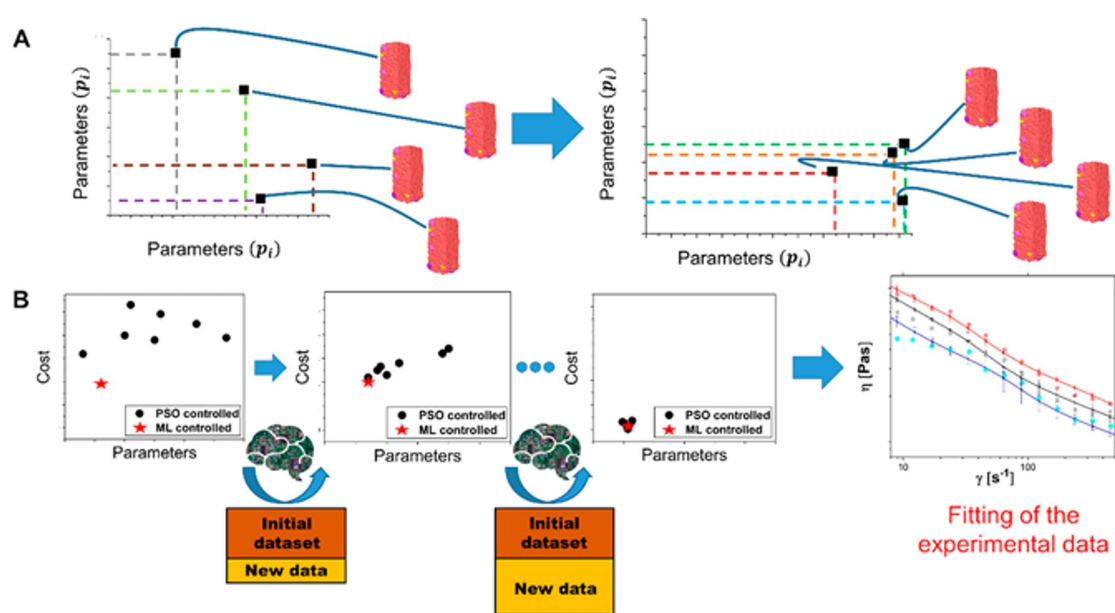 A
Parameters (pᵢ)
Parameters (pᵢ)
Parameters (pᵢ)
Parameters (pᵢ)
B
Cost
PSO controlled
ML controlled
Parameters
Cost
PSO controlled
ML controlled
Parameters
Cost
PSO controlled
ML controlled
Parameters
η [Pas]
10
100
γ [s⁻¹]
Initial
dataset
New data
Initial
dataset
New data
Fitting of the
experimental data